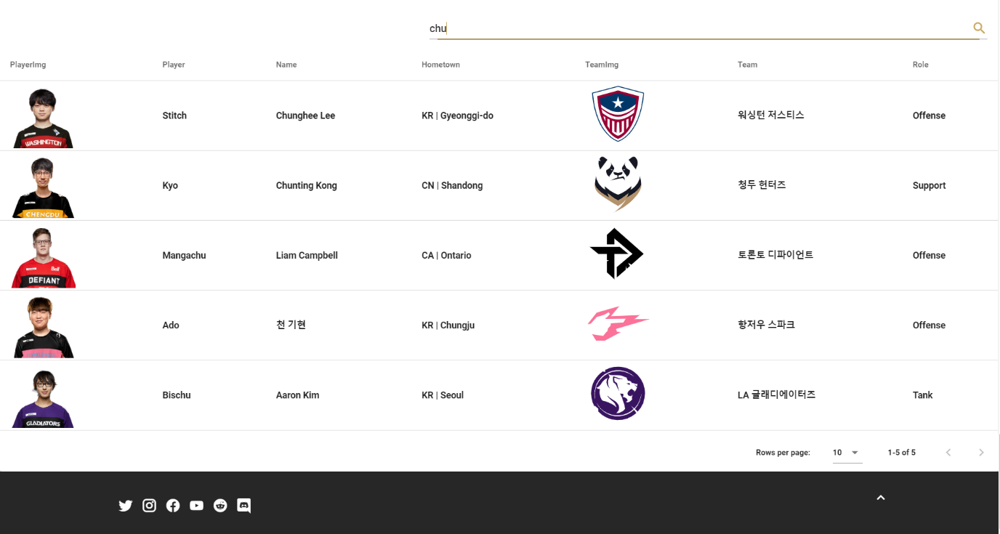 chu
PlayerImg Player Name Hometown TeamImg Team Role
Stitch Chunghee Lee KR | Gyeonggi-do 워싱턴 저스티스 Offense
WASHINGTON
Kyo Chunting Kong CN | Shandong 청두 헌터즈 Support
CHENGDU
Mangachu Liam Campbell CA | Ontario 토론토 디파이언트 Offense
Bell
DEFIANT
Ado 천 기현 KR | Chungju 항저우 스파크 Offense
Bischu Aaron Kim KR | Seoul LA 글래디에이터즈 Tank
GLADIATORS
Rows per page: 10 1-5 of 5